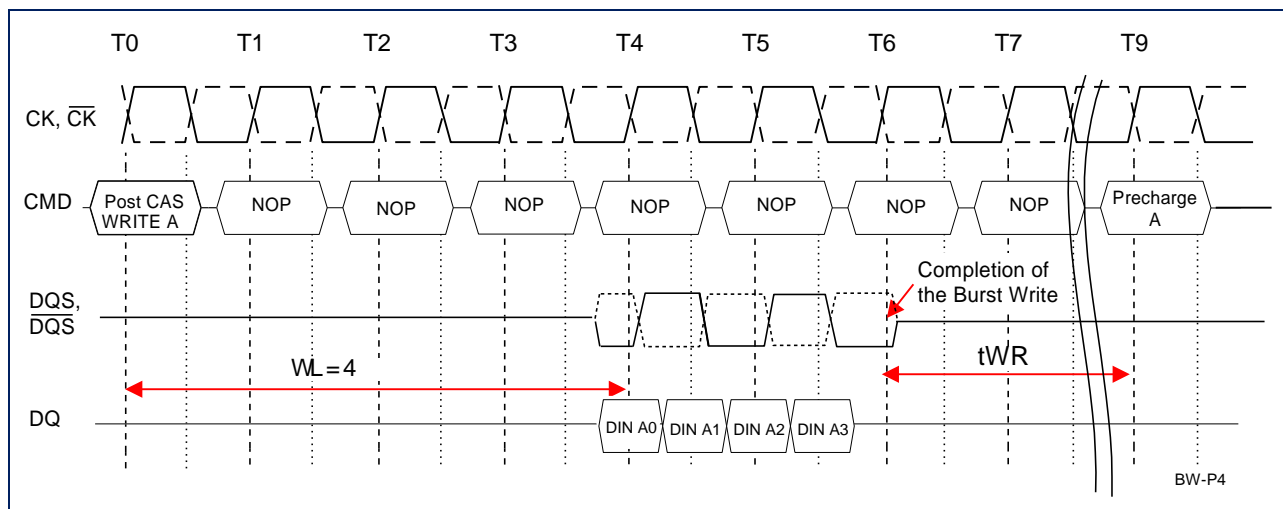 T0 T1 T2 T3 T4 T5 T6 T7 T9
CK, CK
CMD
Post CAS
WRITE A
NOP NOP NOP NOP NOP NOP NOP
Precharge
A
Completion of
the Burst Write
DQS,
DQS
WL=4
tWR
DQ
DIN A0 DIN A1 DIN A2 DIN A3
BW-P4